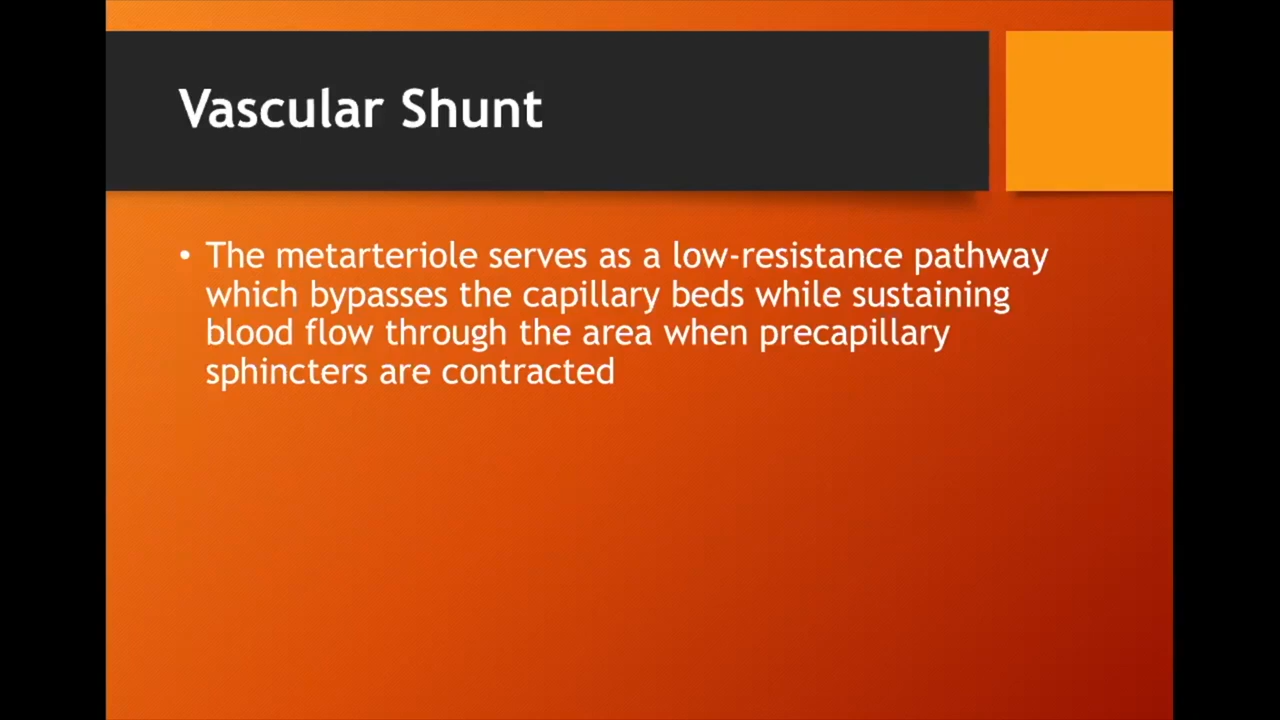 Vascular Shunt
• The metarteriole serves as a low-resistance pathway
which bypasses the capillary beds while sustaining
blood flow through the area when precapillary
sphincters are contracted